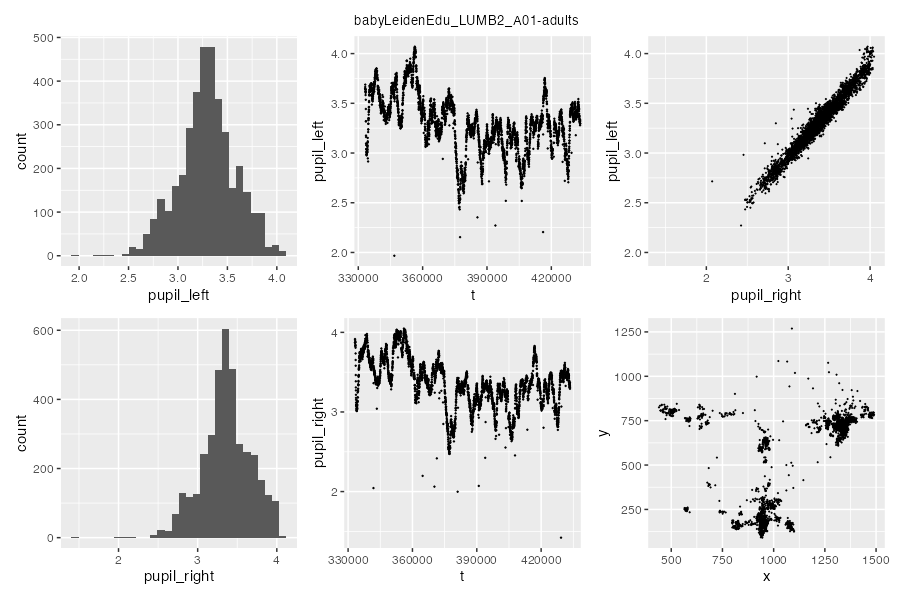 babyLeidenEdu_LUMB2_A01-adults
500
400
300
200
100
0
count
2.0 2.5 3.0 3.5 4.0
pupil_left
4.0
3.5
3.0
2.5
2.0
pupil_left
330000 360000 390000 420000
t
4.0
3.5
3.0
2.5
2.0
pupil_left
2 3 4
pupil_right
600
400
200
0
count
2 3 4
pupil_right
4
3
2
pupil_right
330000 360000 390000 420000
t
1250
1000
750
500
250
y
500 750 1000 1250 1500
x